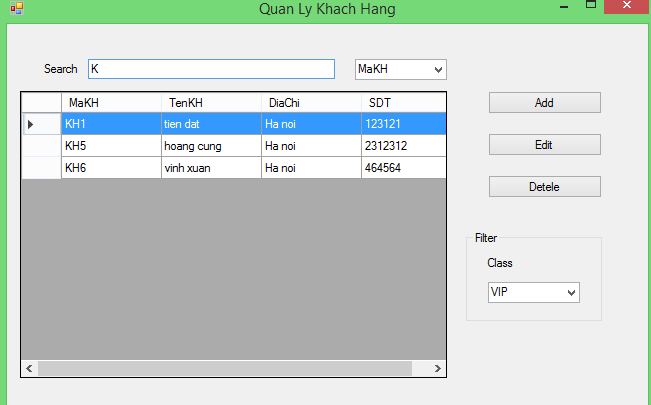 Quan Ly Khach Hang
Search K MaKH
MaKH TenKH DiaChi SDT
KH1 tien dat Ha noi 123121
KH5 hoang cung Ha noi 2312312
KH6 vinh xuan Ha noi 464564
Add
Edit
Detele
Filter
Class
VIP